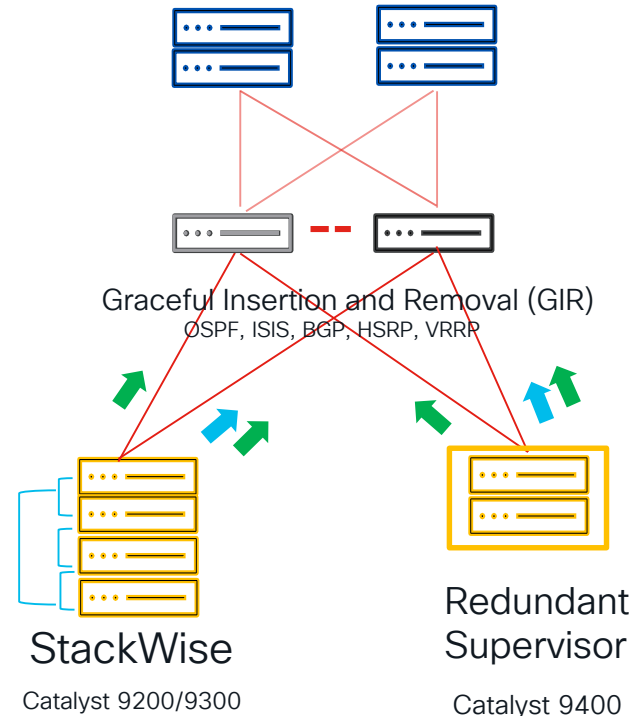 Graceful Insertion and Removal (GIR)
OSPF, ISIS, BGP, HSRP, VRRP
StackWise
Catalyst 9200/9300
Redundant
Supervisor
Catalyst 9400